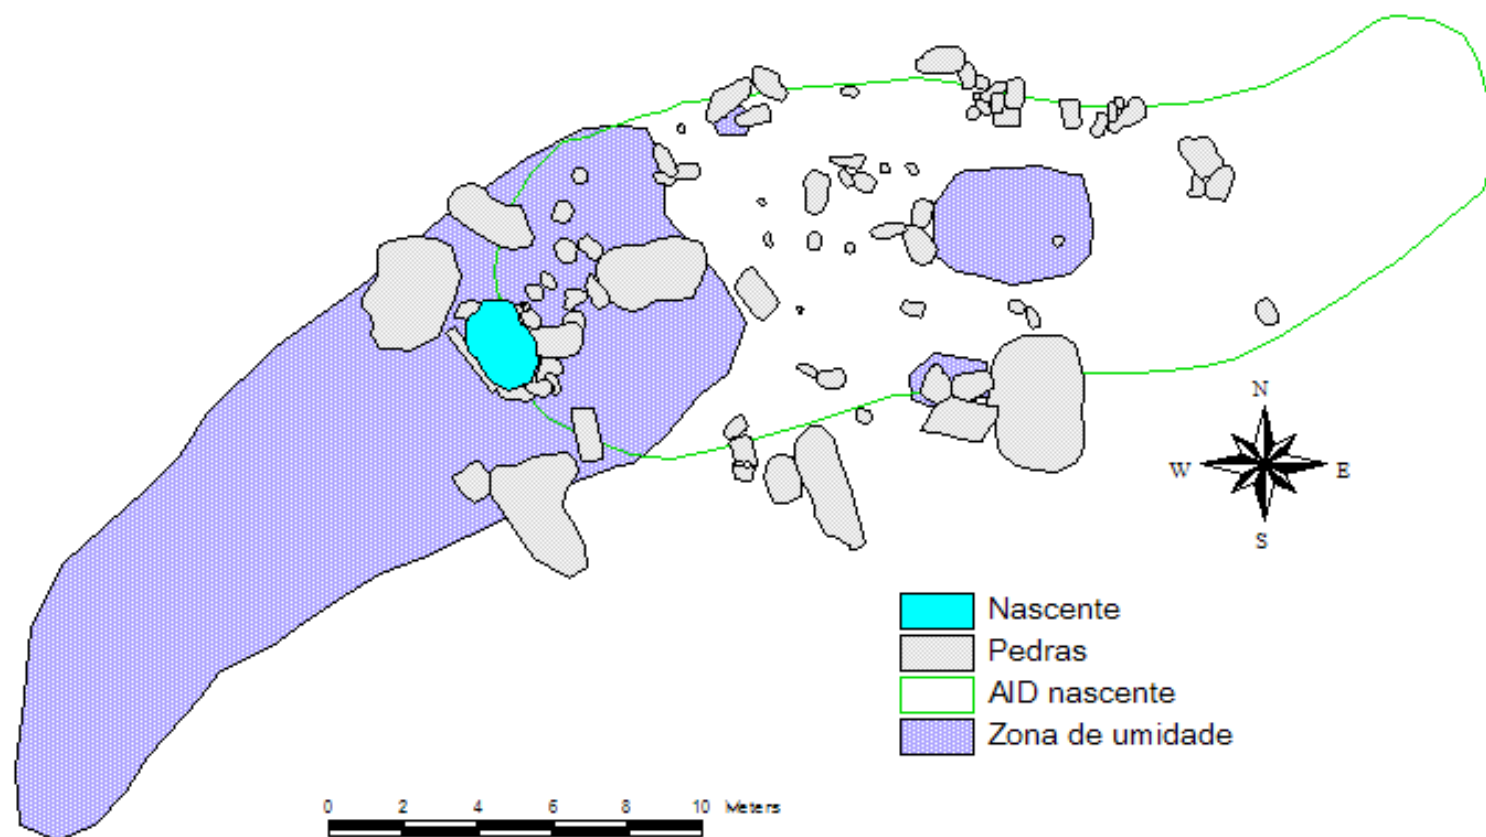 N
W E
S
Nascente
Pedras
AID nascente
Zona de umidade
0 2 4 6 8 10 Meters